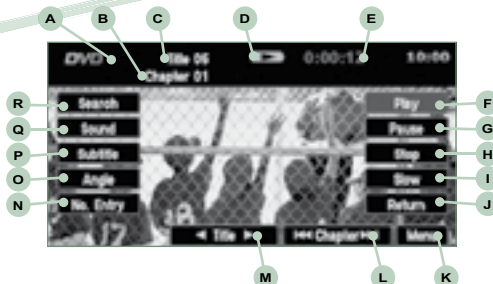 A B C D E
DVD Title 06 0:00:1 10:00
Chapter 01
R Search Play F
Q Sound Pause G
P Subtitle Stop H
O Angle Slow I
N No. Entry Return J
◄ Title ► ⏮ Chapter ⏭ Menu
M L K